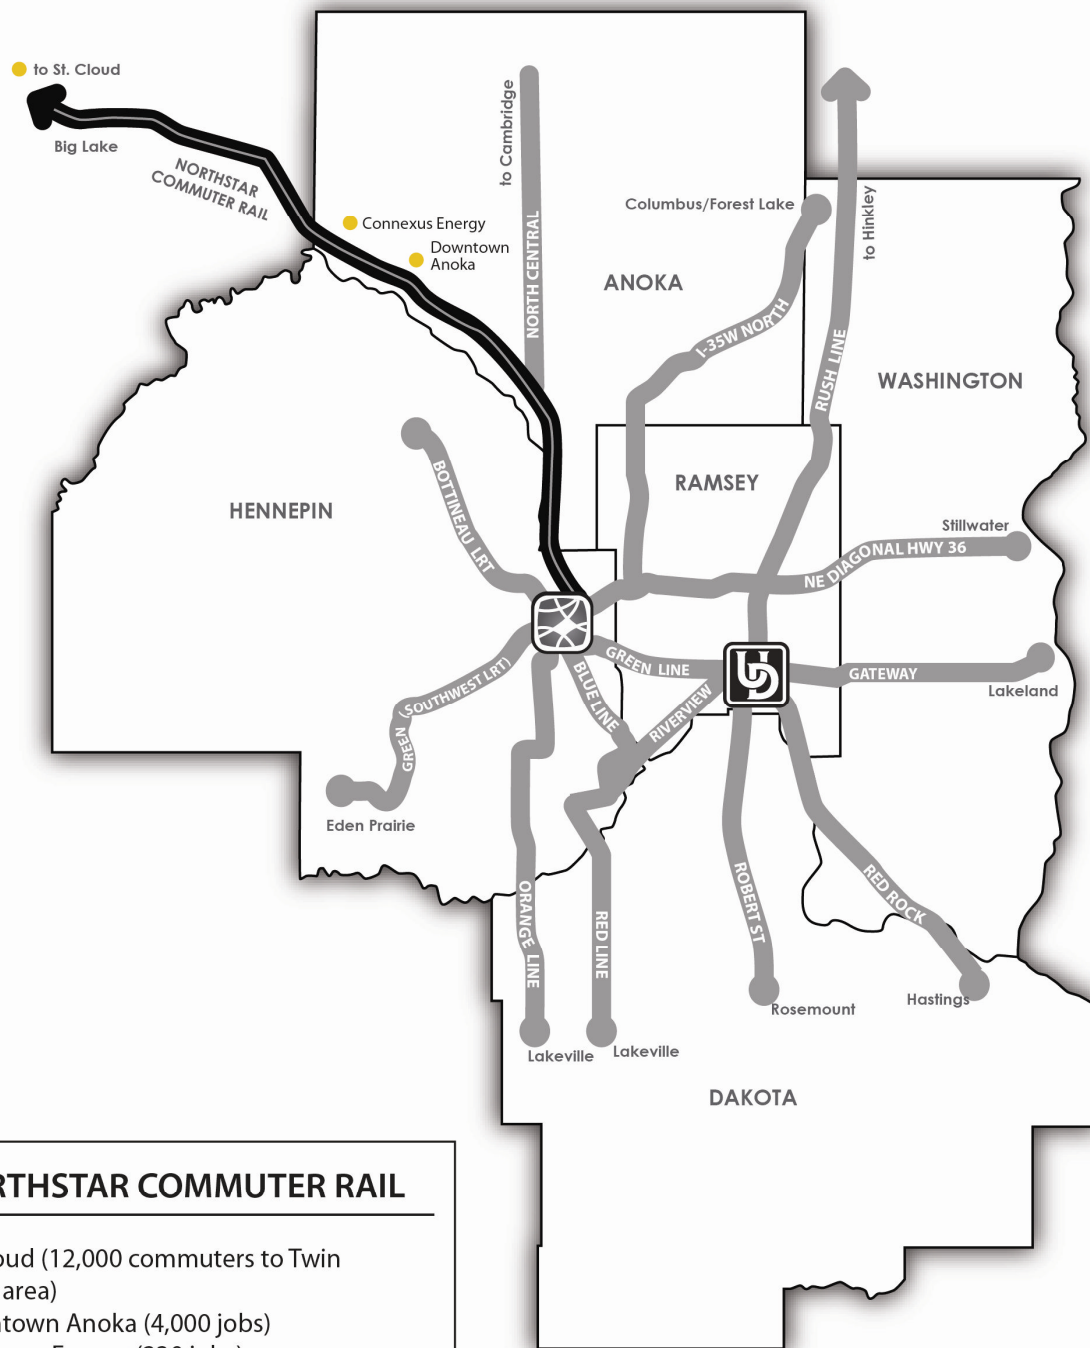 to St. Cloud
Big Lake
NORTHSTAR
COMMUTER RAIL
Connexus Energy
Downtown
Anoka
to Cambridge
NORTH CENTRAL
Columbus/Forest Lake
to Hinkley
ANOKA
I-35W NORTH
RUSH LINE
WASHINGTON
BOTTINEAU LRT
HENNEPIN
RAMSEY
Stillwater
NE DIAGONAL HWY 36
GREEN LINE
UD
GATEWAY
Lakeland
GREEN (SOUTHWEST LRT)
BLUE LINE
RIVERVIEW
Eden Prairie
ORANGE LINE
RED LINE
ROBERT ST
RED ROCK
Rosemount
Hastings
Lakeville
Lakeville
DAKOTA
RTHSTAR COMMUTER RAIL
oud (12,000 commuters to Twin
area)
ntown Anoka (4,000 jobs)